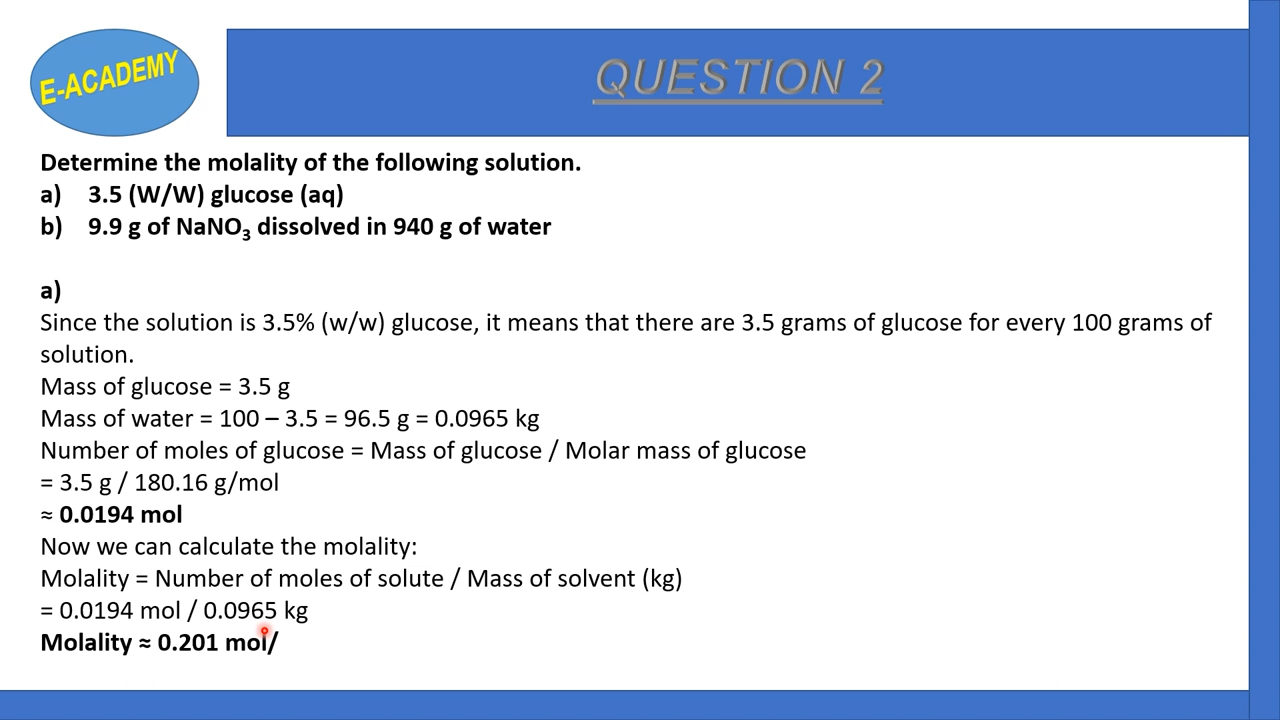 E-ACADEMY
QUESTION 2
Determine the molality of the following solution.
a) 3.5 (W/W) glucose (aq)
b) 9.9 g of NaNO₃ dissolved in 940 g of water
a)
Since the solution is 3.5% (w/w) glucose, it means that there are 3.5 grams of glucose for every 100 grams of
solution.
Mass of glucose = 3.5 g
Mass of water = 100 – 3.5 = 96.5 g = 0.0965 kg
Number of moles of glucose = Mass of glucose / Molar mass of glucose
= 3.5 g / 180.16 g/mol
≈ 0.0194 mol
Now we can calculate the molality:
Molality = Number of moles of solute / Mass of solvent (kg)
= 0.0194 mol / 0.0965 kg
Molality ≈ 0.201 mol/